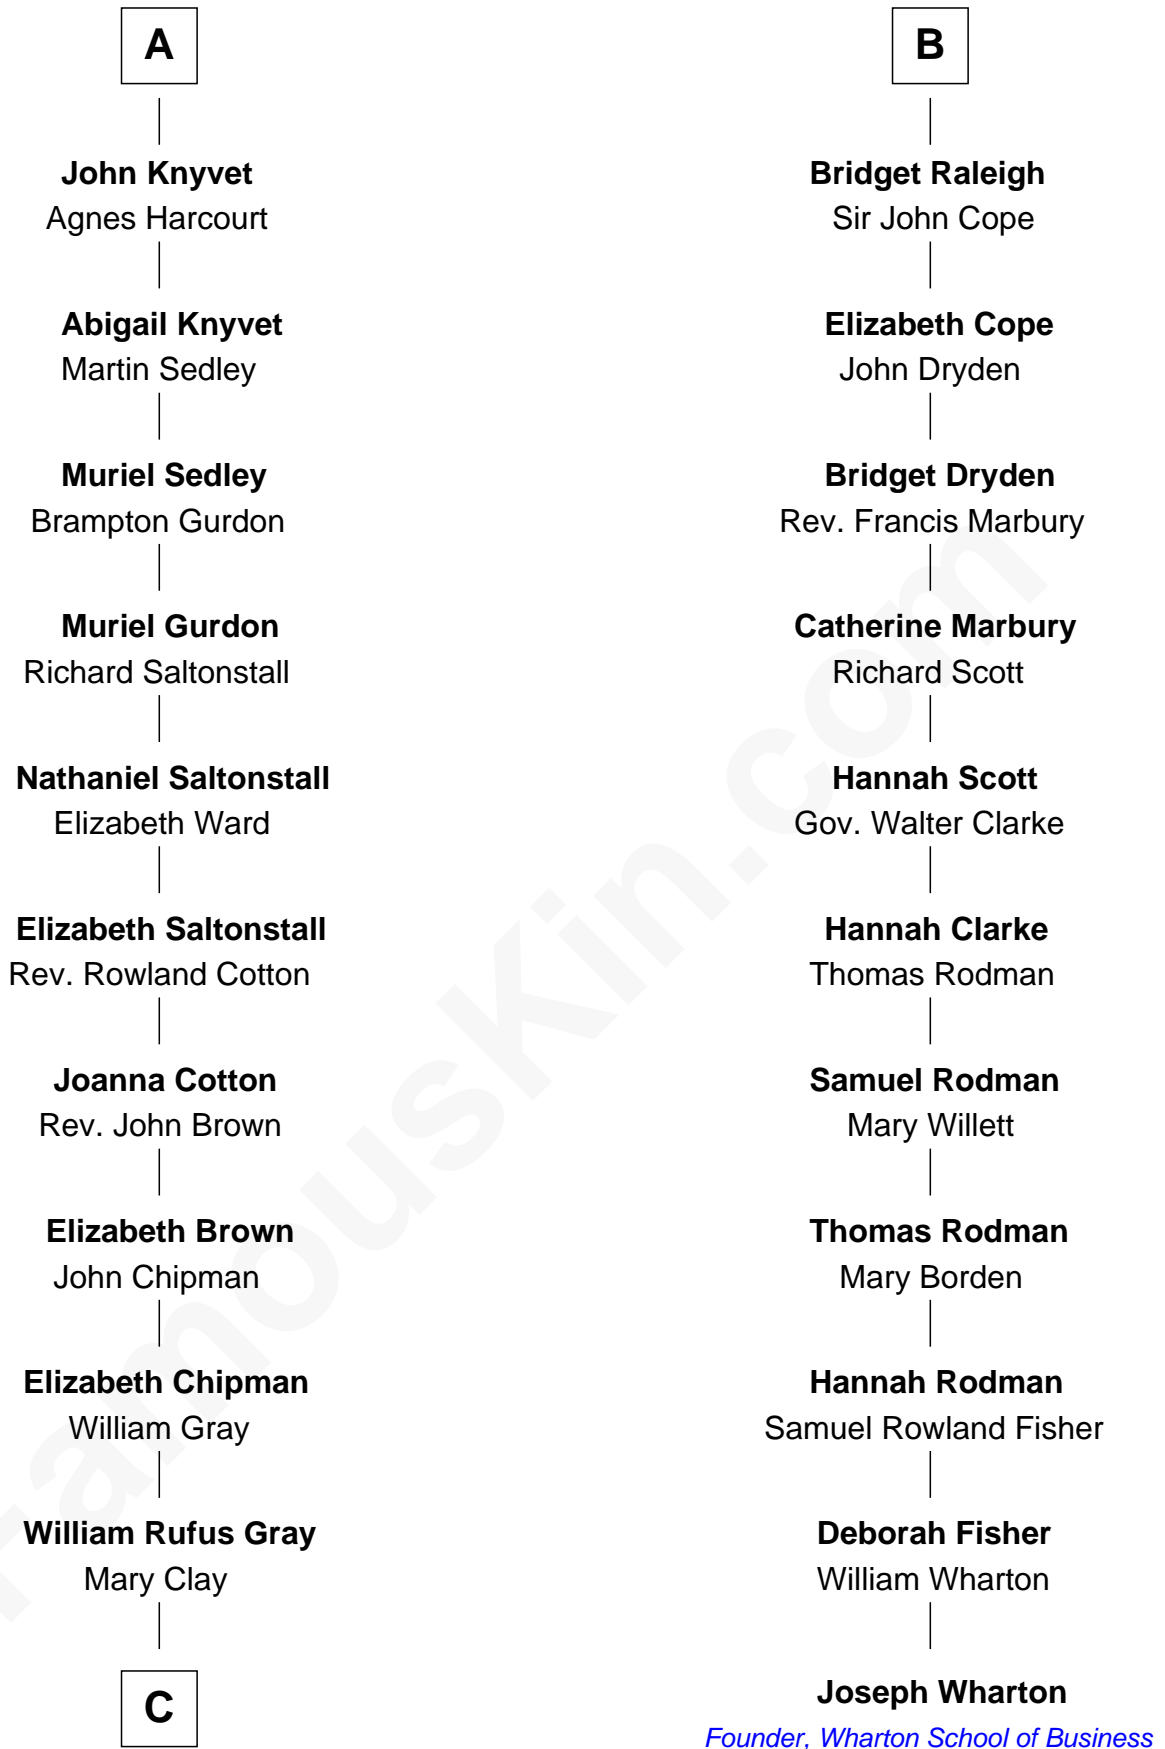 A
John Knyvet
Agnes Harcourt
Abigail Knyvet
Martin Sedley
Muriel Sedley
Brampton Gurdon
Muriel Gurdon
Richard Saltonstall
Nathaniel Saltonstall
Elizabeth Ward
Elizabeth Saltonstall
Rev. Rowland Cotton
Joanna Cotton
Rev. John Brown
Elizabeth Brown
John Chipman
Elizabeth Chipman
William Gray
William Rufus Gray
Mary Clay
C
B
Bridget Raleigh
Sir John Cope
Elizabeth Cope
John Dryden
Bridget Dryden
Rev. Francis Marbury
Catherine Marbury
Richard Scott
Hannah Scott
Gov. Walter Clarke
Hannah Clarke
Thomas Rodman
Samuel Rodman
Mary Willett
Thomas Rodman
Mary Borden
Hannah Rodman
Samuel Rowland Fisher
Deborah Fisher
William Wharton
Joseph Wharton
Founder, Wharton School of Business
FamousKin.com